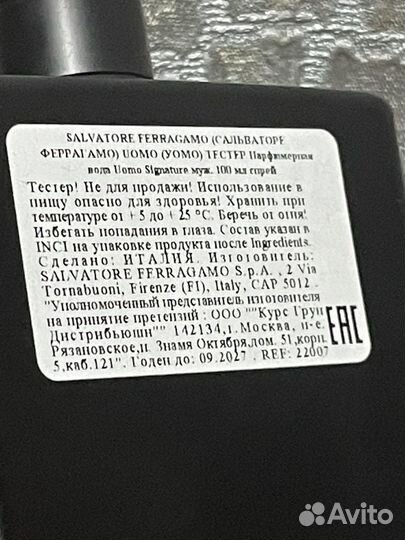 SALVATORE FERRAGAMO (САЛЬВАТОРЕ
ФЕРРАГАМО) UOMO (УОМО) ТЕСТЕР Парфюмерная
вода Uomo Signature муж. 100 мл спрей
Тестер! Не для продажи! Использование в
пищу опасно для здоровья! Хранить при
температуре от + 5 до + 25 °С. Беречь от огня!
Избегать попадания в глаза. Состав указан в
INCI на упаковке продукта после Ingredients.
Сделано: ИТАЛИЯ. Изготовитель:
SALVATORE FERRAGAMO S.p.A. , 2 Via
Tornabuoni, Firenze (FI), Italy, CAP 5012 .
"Уполномоченный представитель изготовителя
на принятие претензий : ООО ""Курс Груп
Дистрибьюшн"" 142134,г.Москва, п-е.
Рязановское,п. Знамя Октября,дом. 51,корп.
5,каб.121". Годен до: 09.2027 . REF: 22007
EAC
Avito